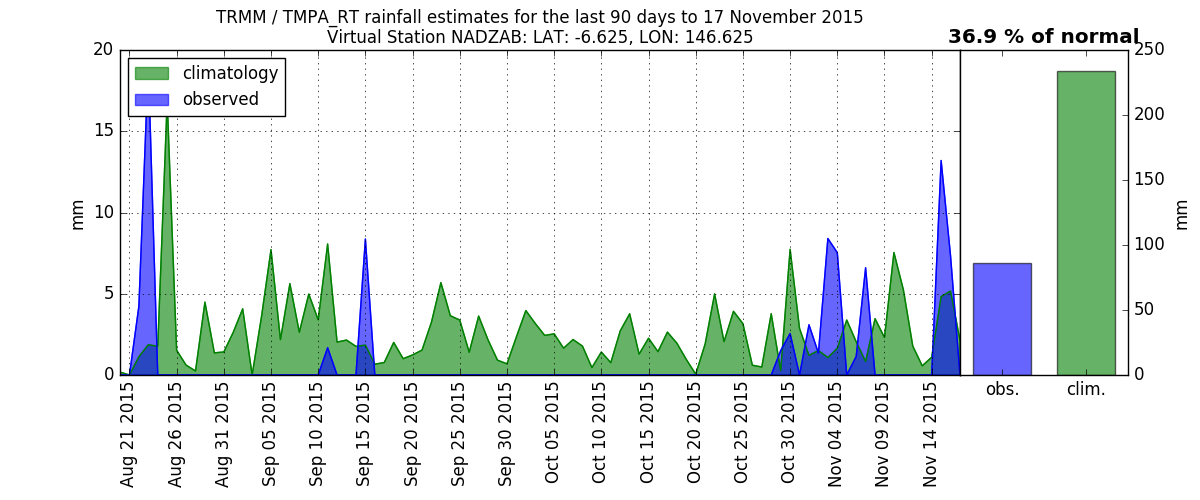 TRMM / TMPA_RT rainfall estimates for the last 90 days to 17 November 2015
Virtual Station NADZAB: LAT: -6.625, LON: 146.625
36.9 % of normal
climatology
observed
20
15
10
5
0
mm
Aug 21 2015
Aug 26 2015
Aug 31 2015
Sep 05 2015
Sep 10 2015
Sep 15 2015
Sep 20 2015
Sep 25 2015
Sep 30 2015
Oct 05 2015
Oct 10 2015
Oct 15 2015
Oct 20 2015
Oct 25 2015
Oct 30 2015
Nov 04 2015
Nov 09 2015
Nov 14 2015
250
200
150
100
50
0
mm
obs.
clim.